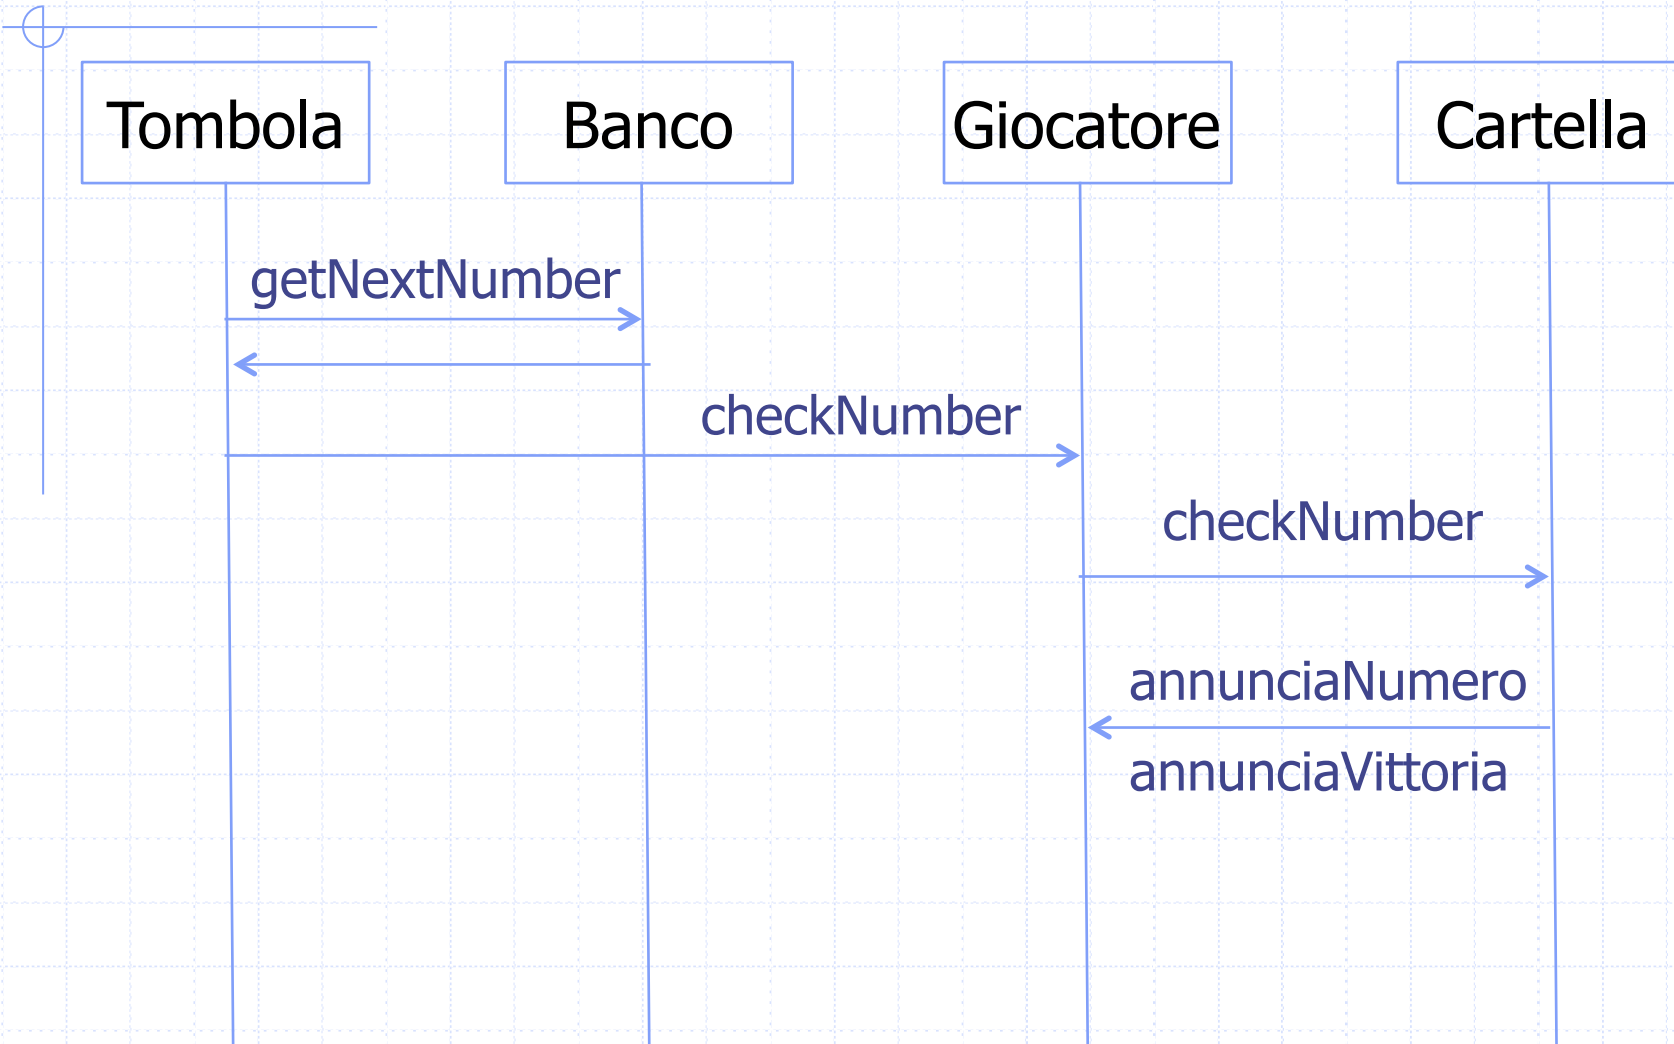 Tombola
Banco
Giocatore
Cartella
getNextNumber
checkNumber
checkNumber
annunciaNumero
annunciaVittoria